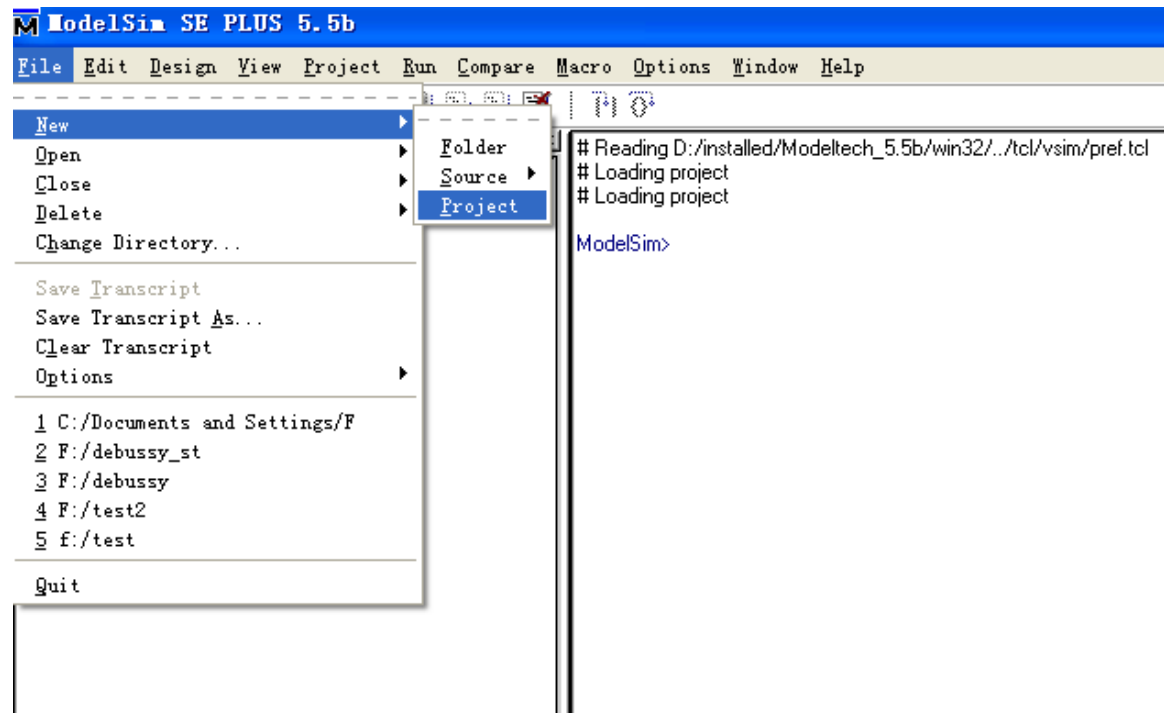 ModelSim SE PLUS 5.5b
File Edit Design View Project Run Compare Macro Options Window Help
New
Open
Close
Delete
Change Directory...
Save Transcript
Save Transcript As...
Clear Transcript
Options
1 C:/Documents and Settings/F
2 F:/debussy_st
3 F:/debussy
4 F:/test2
5 f:/test
Quit
Folder
Source
Project
# Reading D:/installed/Modeltech_5.5b/win32/../tcl/vsim/pref.tcl
# Loading project
# Loading project
ModelSim>